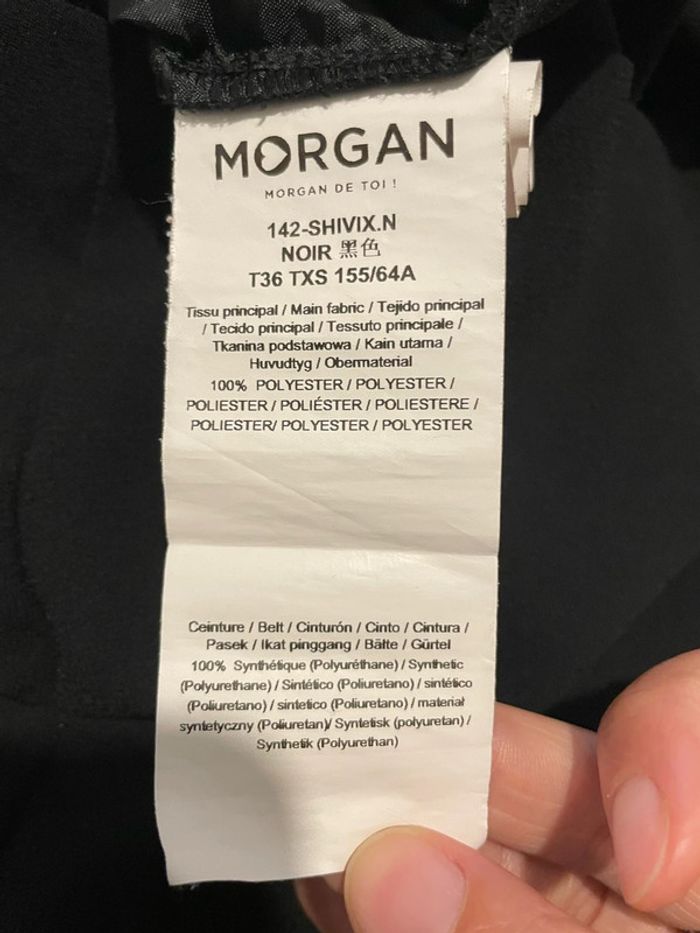 MORGAN
MORGAN DE TOI !
142-SHIVIX.N
NOIR 黑色
T36 TXS 155/64A
Tissu principal / Main fabric / Tejido principal
/ Tecido principal / Tessuto principale /
Tkanina podstawowa / Kain utama /
Huvudtyg / Obermaterial
100% POLYESTER / POLYESTER /
POLIESTER / POLIÉSTER / POLIESTERE /
POLIESTER/ POLYESTER / POLYESTER
Ceinture / Belt / Cinturón / Cinto / Cintura /
Pasek / Ikat pinggang / Bälte / Gürtel
100% Synthétique (Polyuréthane) / Synthetic
(Polyurethane) / Sintético (Poliuretano) / sintético
(Poliuretano) / sintetico (Poliuretano) / materiał
syntetyczny (Poliuretan)/ Syntetisk (polyuretan) /
Synthetik (Polyurethan)